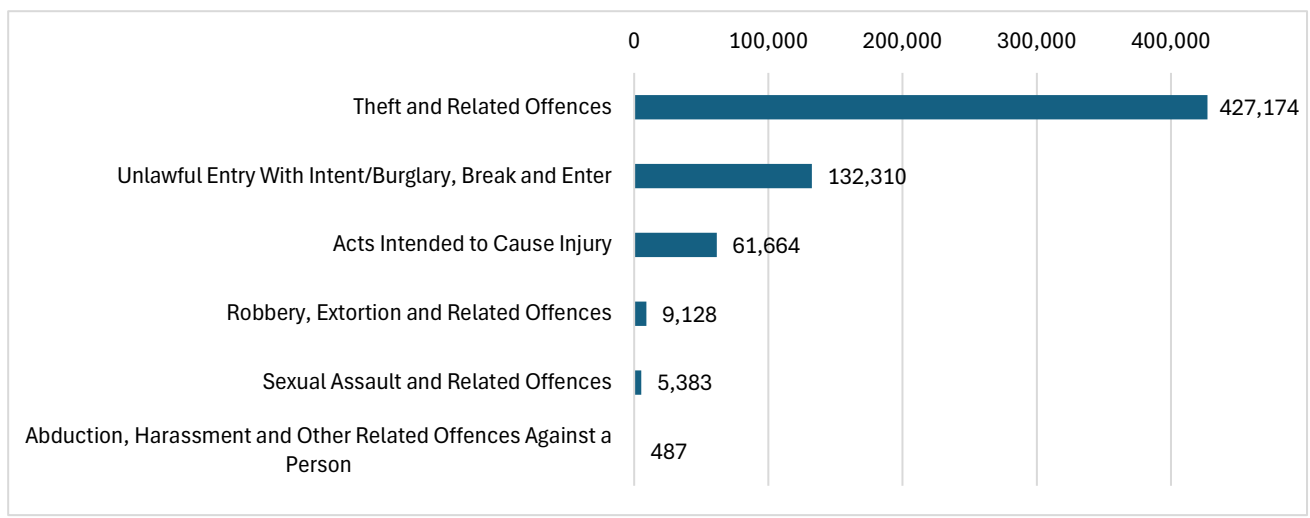 0 100,000 200,000 300,000 400,000
Theft and Related Offences 427,174
Unlawful Entry With Intent/Burglary, Break and Enter 132,310
Acts Intended to Cause Injury 61,664
Robbery, Extortion and Related Offences 9,128
Sexual Assault and Related Offences 5,383
Abduction, Harassment and Other Related Offences Against a
Person 487